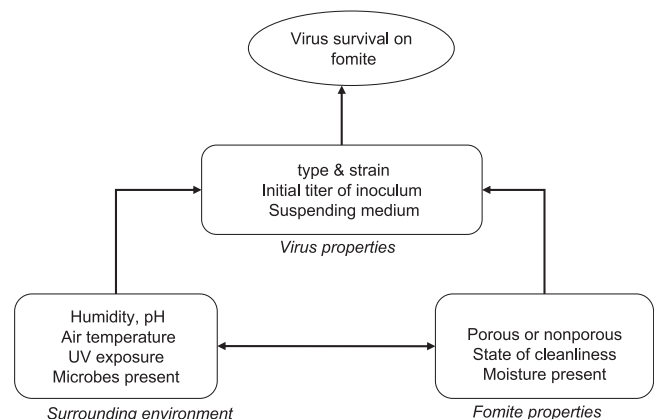 Virus survival on
fomite
type & strain
Initial titer of inoculum
Suspending medium
Virus properties
Humidity, pH
Air temperature
UV exposure
Microbes present
Surrounding environment
Porous or nonporous
State of cleanliness
Moisture present
Fomite properties